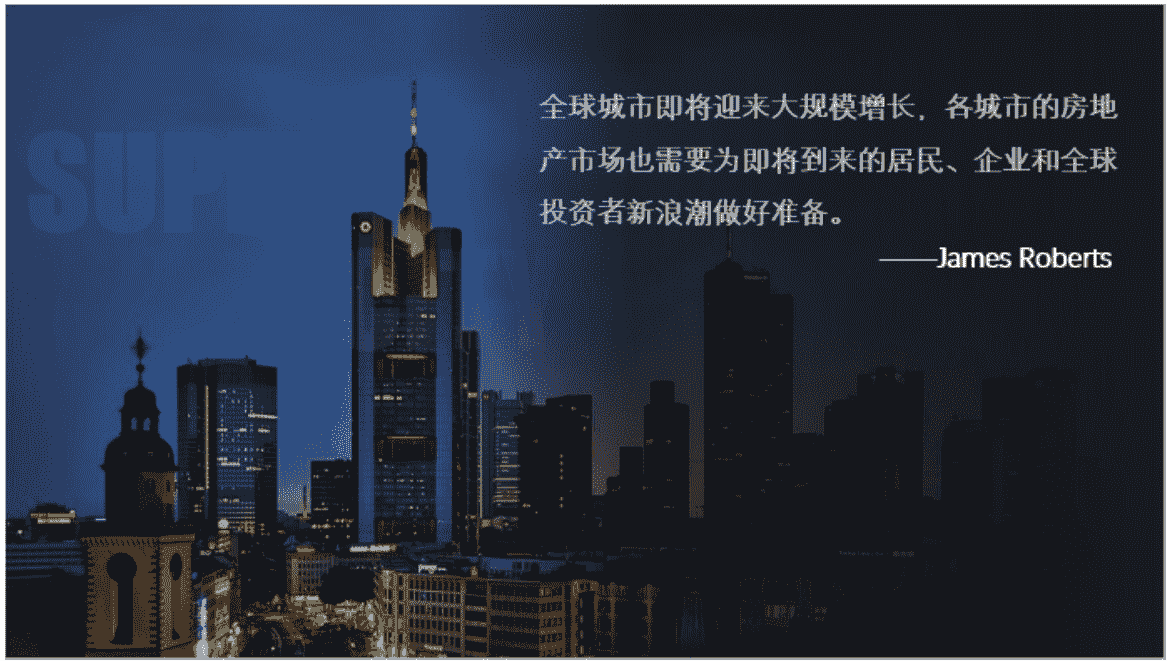 SUP
全球城市即将迎来大规模增长，各城市的房地
产市场也需要为即将到来的居民、企业和全球
投资者新浪潮做好准备。
——James Roberts